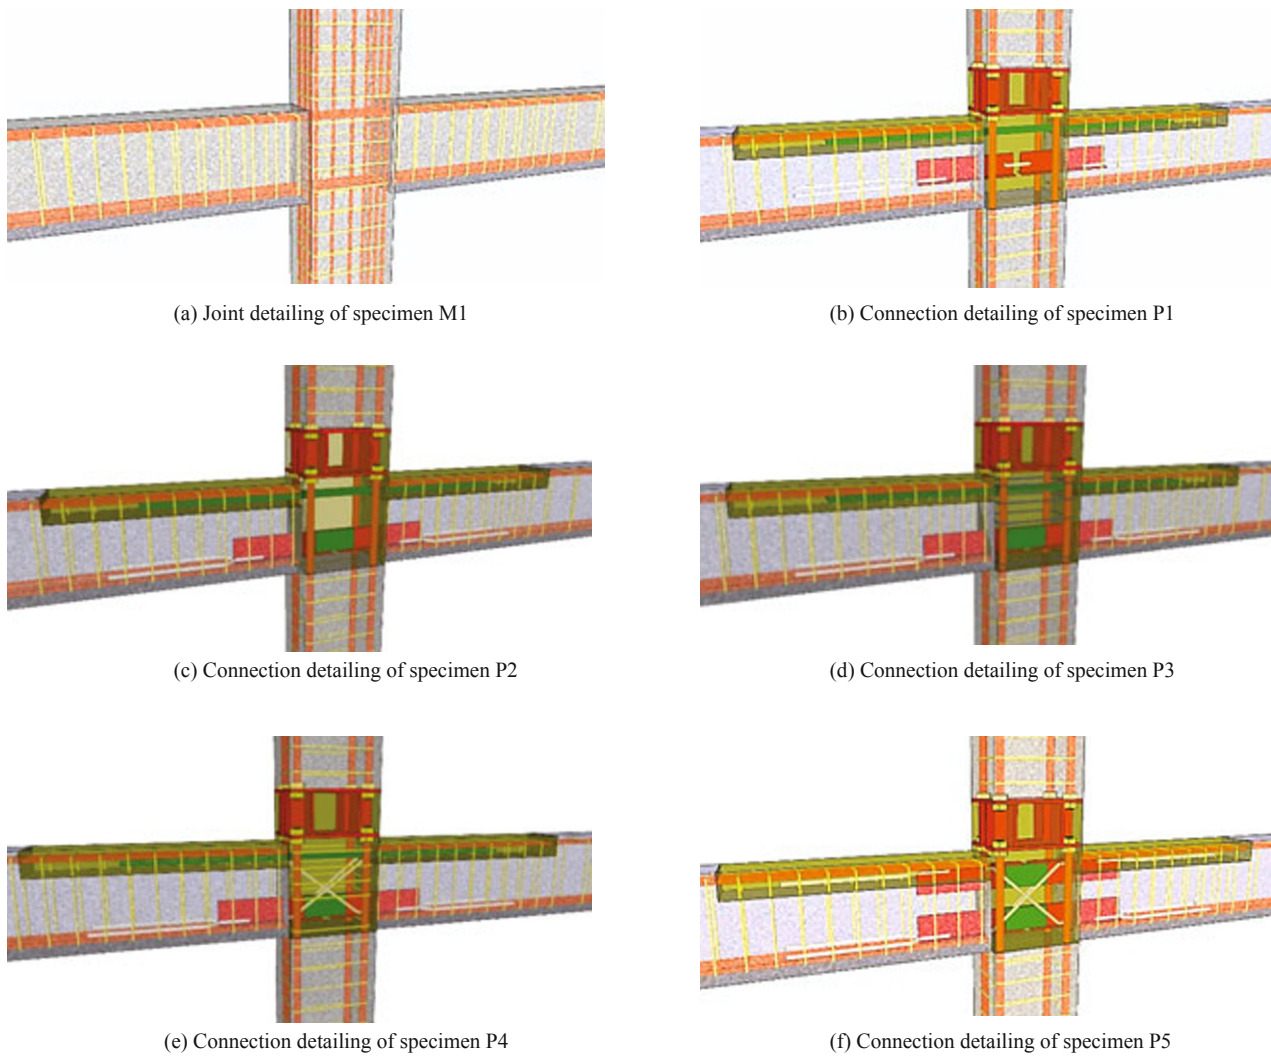 (a) Joint detailing of specimen M1
(b) Connection detailing of specimen P1
(c) Connection detailing of specimen P2
(d) Connection detailing of specimen P3
(e) Connection detailing of specimen P4
(f) Connection detailing of specimen P5